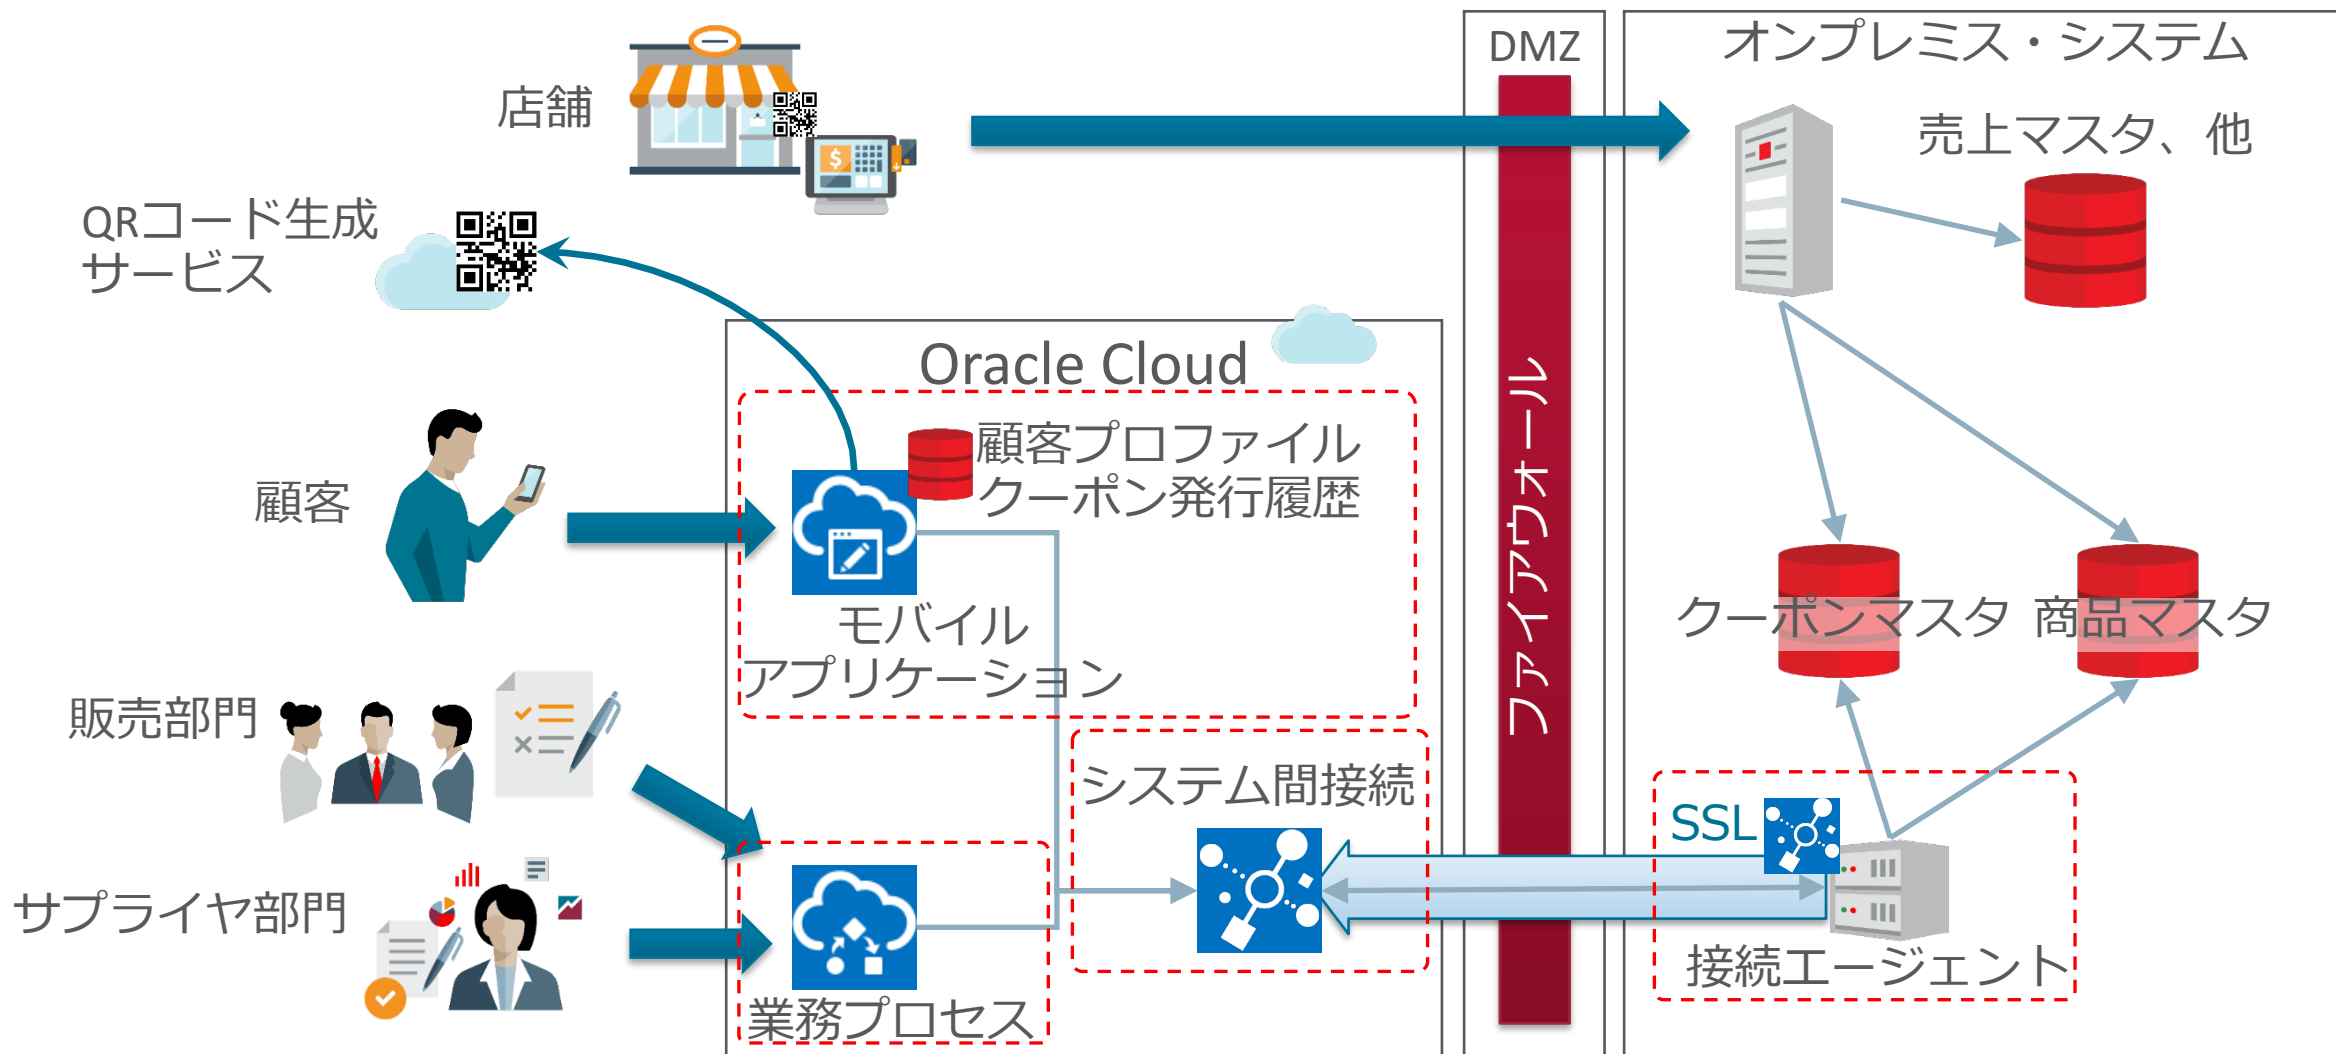 DMZ
オンプレミス・システム
店舗
売上マスタ、他
QRコード生成
サービス
Oracle Cloud
顧客プロファイル
クーポン発行履歴
顧客
ファイアウォール
モバイル
アプリケーション
クーポンマスタ
商品マスタ
販売部門
システム間接続
SSL
サプライヤ部門
接続エージェント
業務プロセス